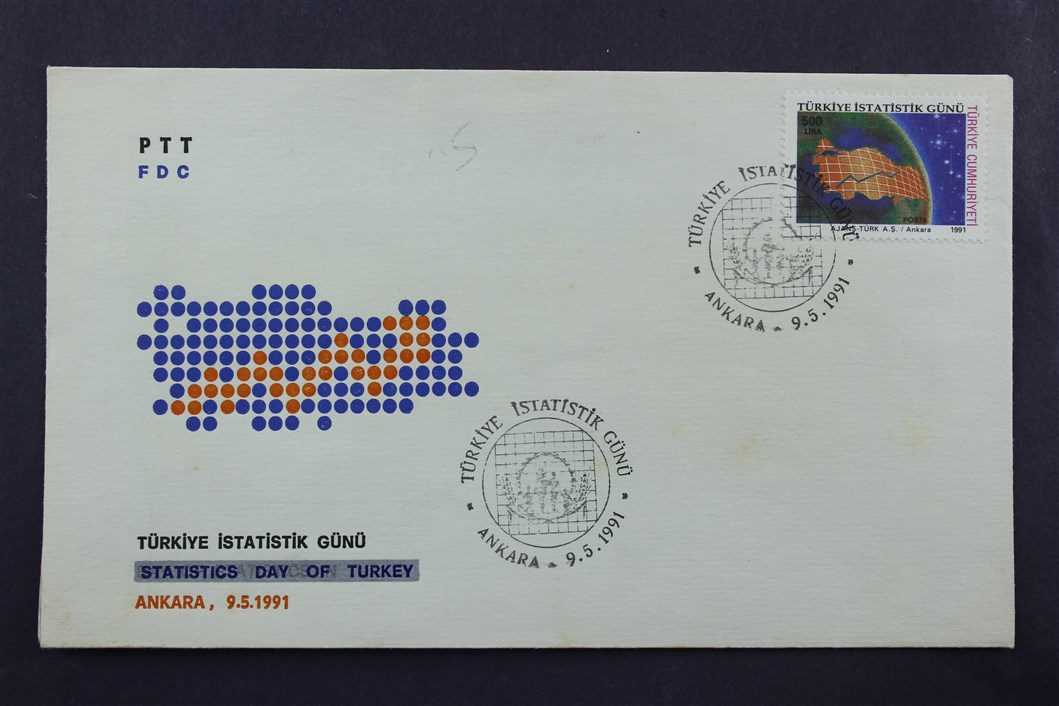 PTT
FDC
TÜRKİYE İSTATİSTİK GÜNÜ
500
LİRA
TÜRKİYE CUMHURİYETİ
POSTA
AJANS-TÜRK A.Ş. / Ankara 1991
TÜRKİYE İSTATİSTİK GÜNÜ
ANKARA - 9.5.1991
TÜRKİYE İSTATİSTİK GÜNÜ
ANKARA - 9.5.1991
TÜRKİYE İSTATİSTİK GÜNÜ
STATISTICS DAY OF TURKEY
ANKARA, 9.5.1991